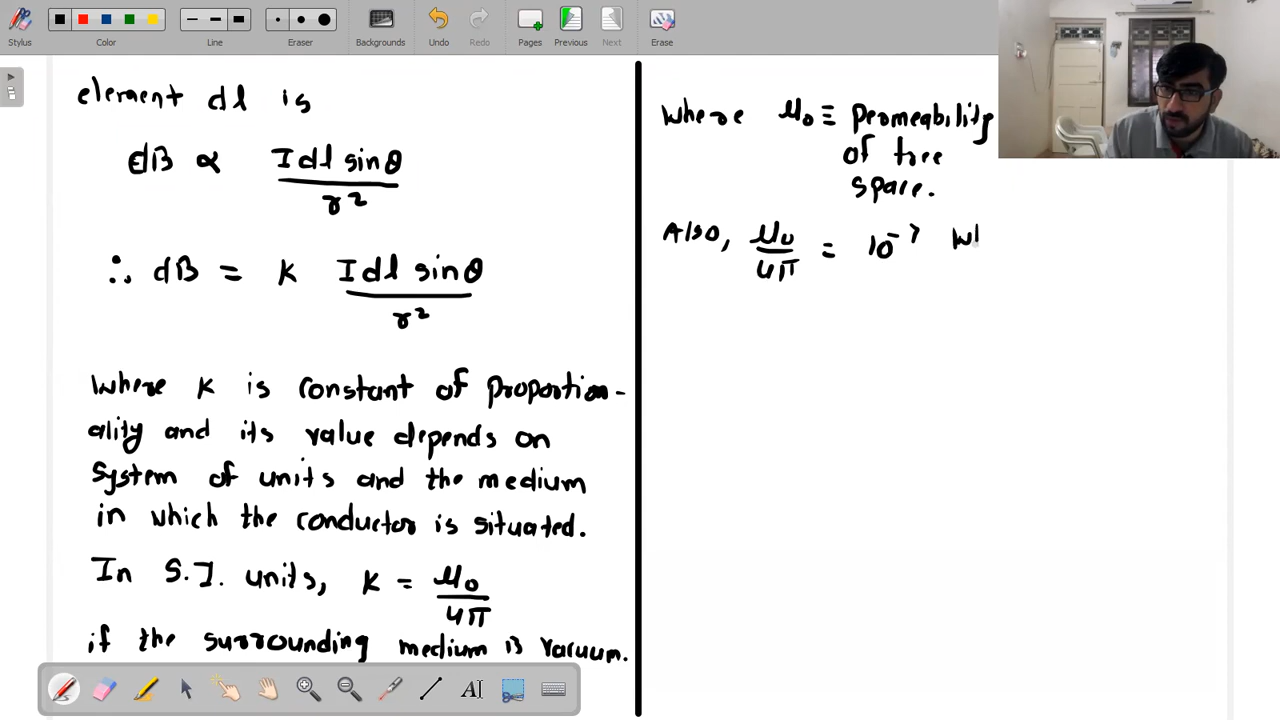 Stylus
Color
Line
Eraser
Backgrounds
Undo
Redo
Pages
Previous
Next
Erase
element dl is
dB ∝ Idl sinθ / r²
∴ dB = K Idl sinθ / r²
Where K is constant of proportion-
ality and its value depends on
System of units and the medium
in which the conductor is situated.
In S.I. units, K = μ₀ / 4π
if the surrounding medium is vacuum.
Where μ₀ ≡ permeability
of free
space.
Also, μ₀ / 4π = 10⁻⁷
AI